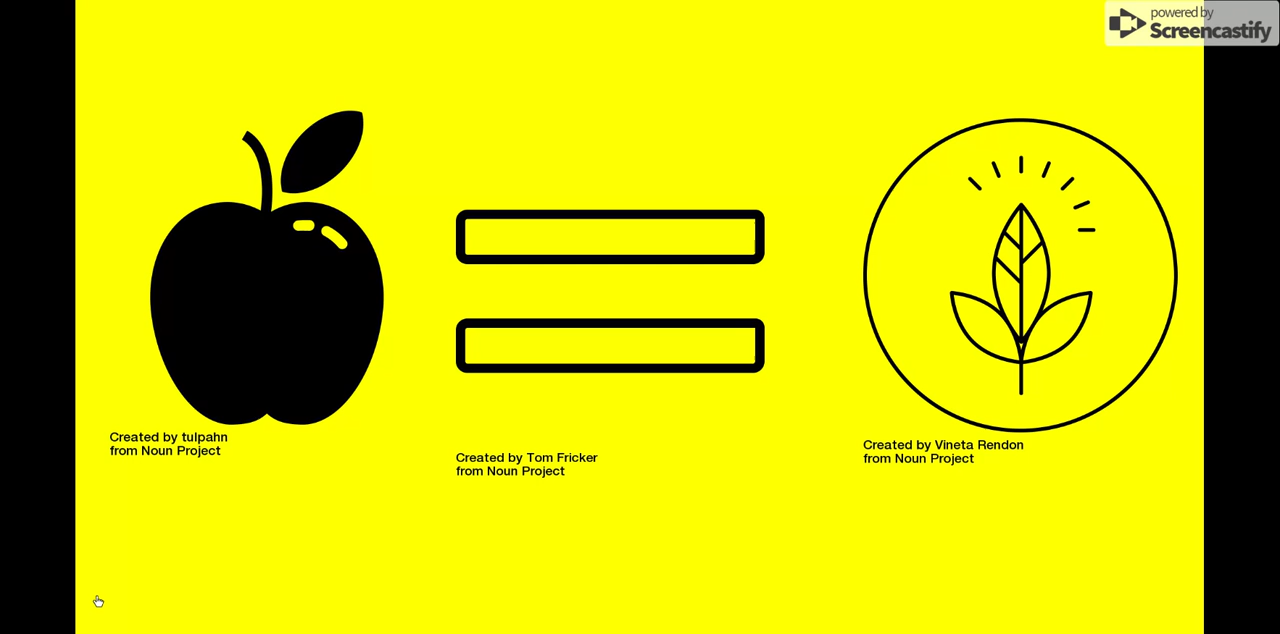 powered by
Screencastify
Created by tulpahn
from Noun Project
Created by Tom Fricker
from Noun Project
Created by Vineta Rendon
from Noun Project